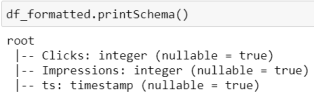 df_formatted.printSchema()
root
 |-- Clicks: integer (nullable = true)
 |-- Impressions: integer (nullable = true)
 |-- ts: timestamp (nullable = true)